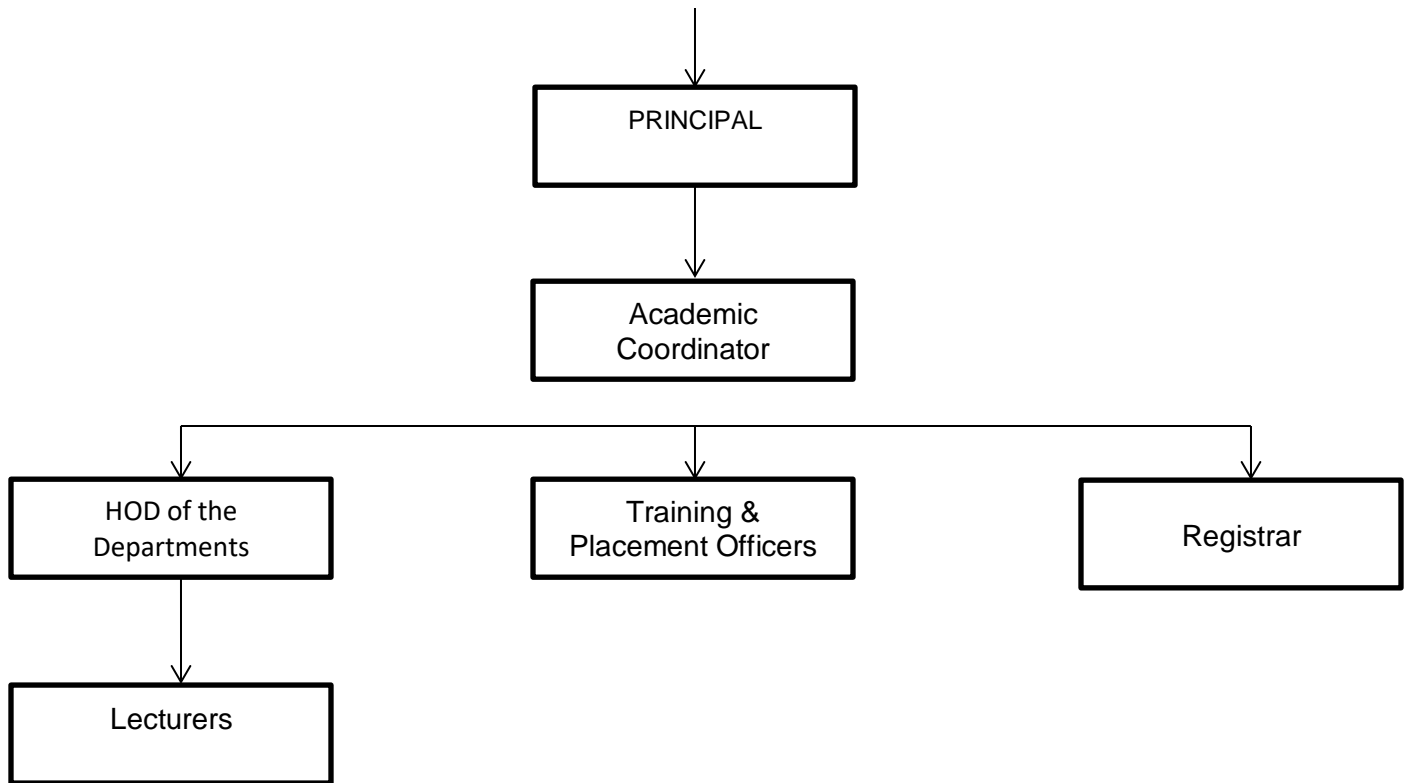 PRINCIPAL
Academic
Coordinator
HOD of the
Departments
Training &
Placement Officers
Registrar
Lecturers